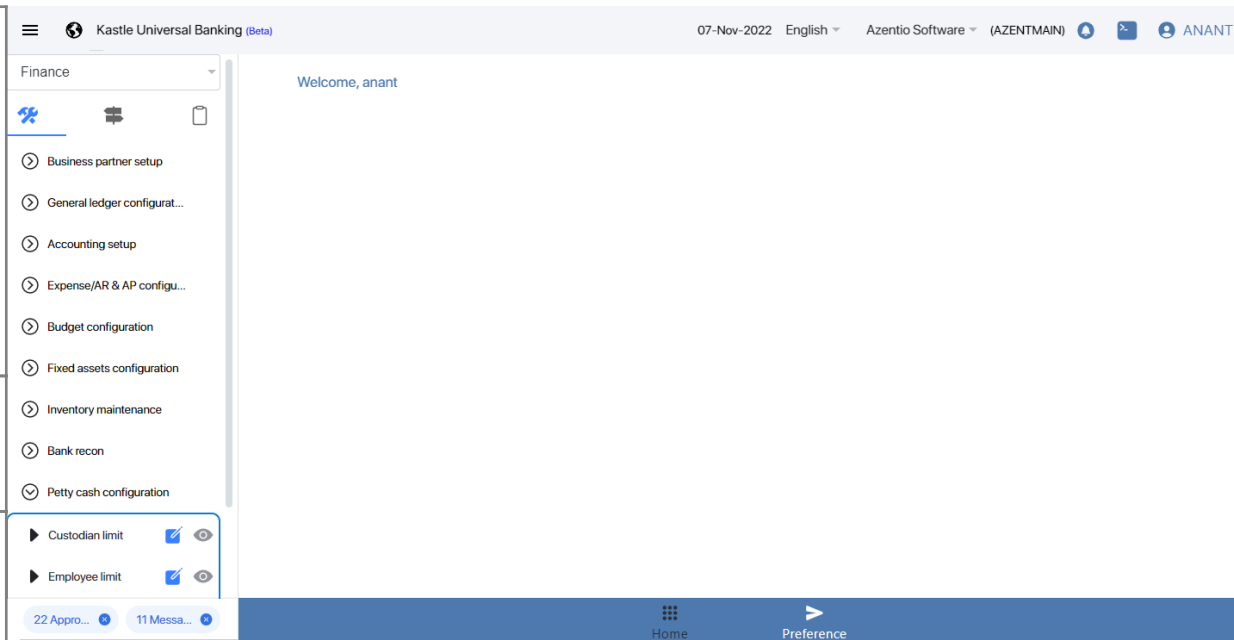 Kastle Universal Banking (Beta)
07-Nov-2022 English Azentio Software (AZENTMAIN) ANANT
Finance
Welcome, anant
Business partner setup
General ledger configurat...
Accounting setup
Expense/AR & AP configu...
Budget configuration
Fixed assets configuration
Inventory maintenance
Bank recon
Petty cash configuration
Custodian limit
Employee limit
22 Appro... 11 Messa...
Home Preference